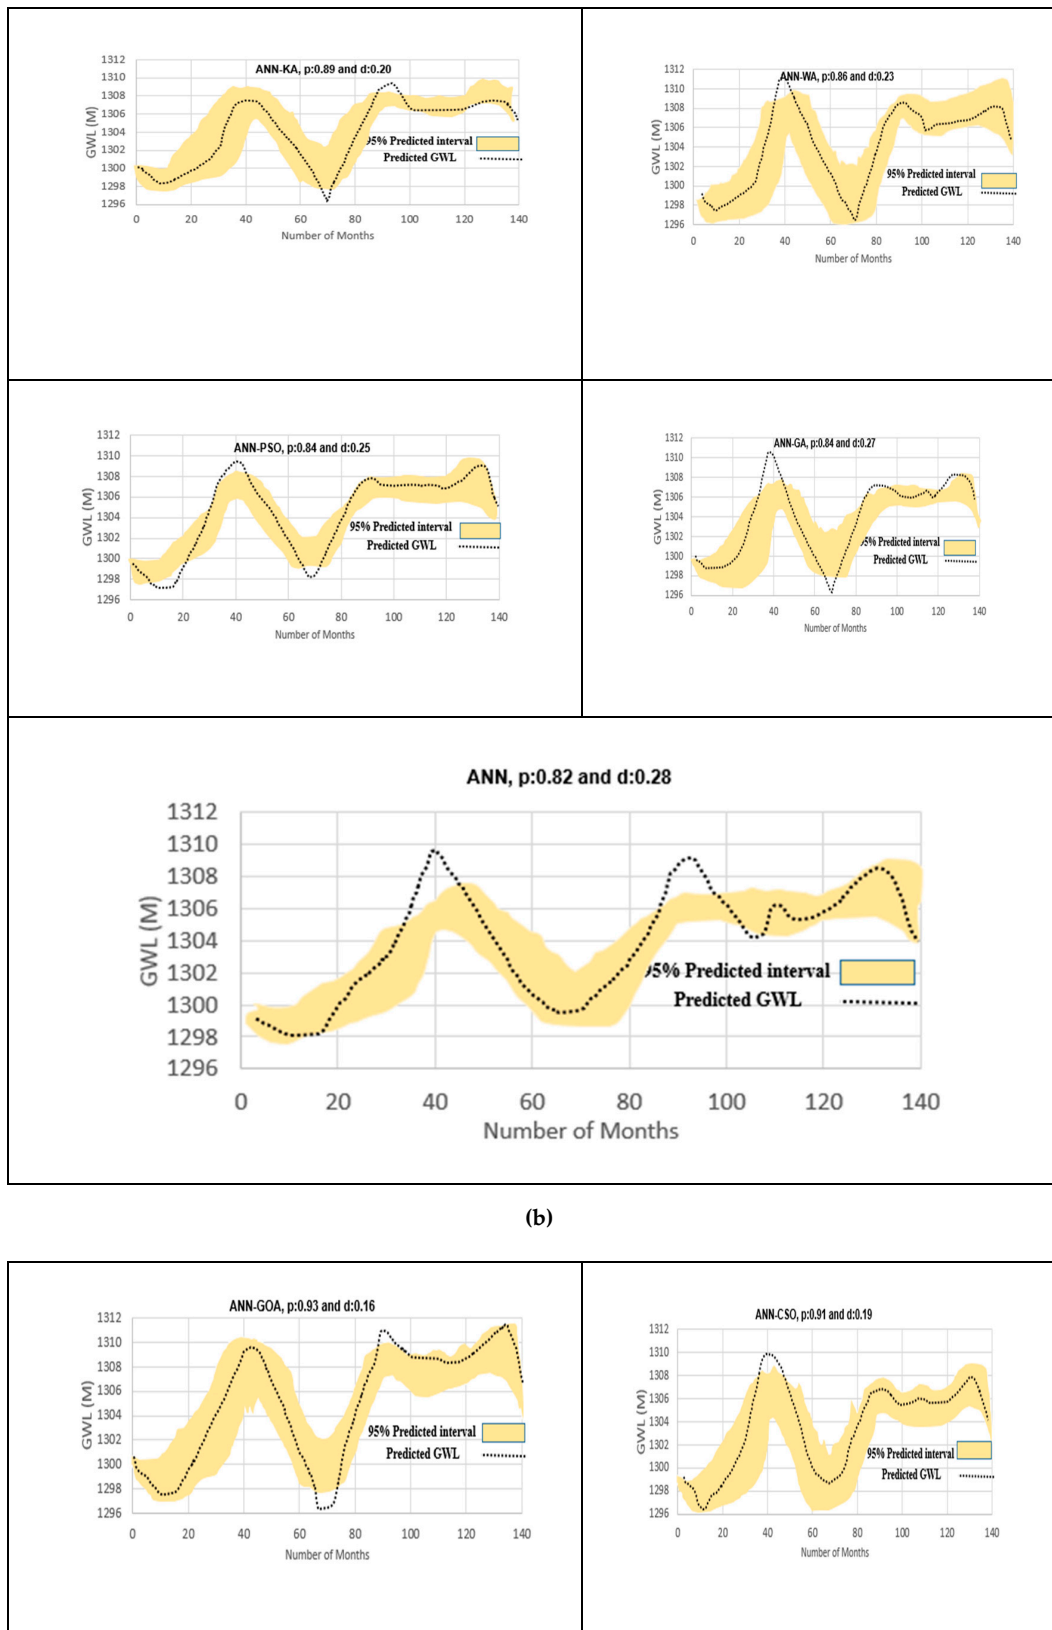 ANN-KA, p:0.89 and d:0.20
1312
1310
1308
1306
1304
1302
1300
1298
1296
GWL (M)
95% Predicted interval
Predicted GWL
0 20 40 60 80 100 120 140
Number of Months
ANN-WA, p:0.86 and d:0.23
1312
1310
1308
1306
1304
1302
1300
1298
1296
GWL (M)
95% Predicted interval
Predicted GWL
0 20 40 60 80 100 120 140
Number of Months
ANN-PSO, p:0.84 and d:0.25
1312
1310
1308
1306
1304
1302
1300
1298
1296
GWL (M)
95% Predicted interval
Predicted GWL
0 20 40 60 80 100 120 140
Number of Months
ANN-GA, p:0.84 and d:0.27
1312
1310
1308
1306
1304
1302
1300
1298
1296
GWL (M)
95% Predicted interval
Predicted GWL
0 20 40 60 80 100 120 140
Number of Months
ANN, p:0.82 and d:0.28
1312
1310
1308
1306
1304
1302
1300
1298
1296
GWL (M)
95% Predicted interval
Predicted GWL
0 20 40 60 80 100 120 140
Number of Months
(b)
ANN-GOA, p:0.93 and d:0.16
1312
1310
1308
1306
1304
1302
1300
1298
1296
GWL (M)
95% Predicted interval
Predicted GWL
0 20 40 60 80 100 120 140
Number of Months
ANN-CSO, p:0.91 and d:0.19
1312
1310
1308
1306
1304
1302
1300
1298
1296
GWL (M)
95% Predicted interval
Predicted GWL
0 20 40 60 80 100 120 140
Number of Months